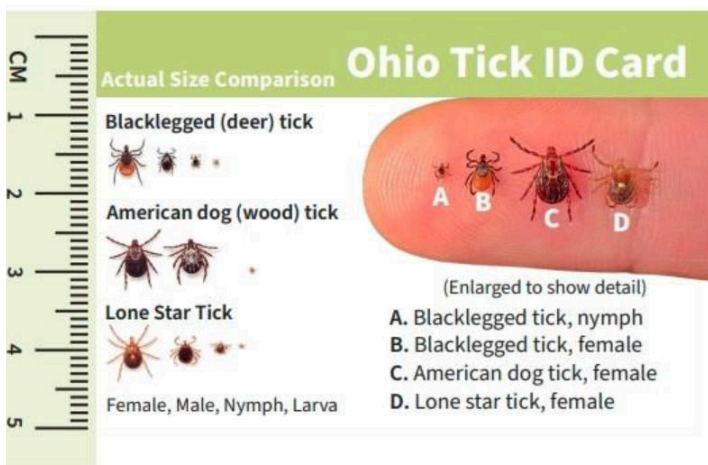 CM
1
2
3
4
5
Ohio Tick ID Card
Actual Size Comparison
Blacklegged (deer) tick
American dog (wood) tick
Lone Star Tick
Female, Male, Nymph, Larva
A
B
C
D
(Enlarged to show detail)
A. Blacklegged tick, nymph
B. Blacklegged tick, female
C. American dog tick, female
D. Lone star tick, female